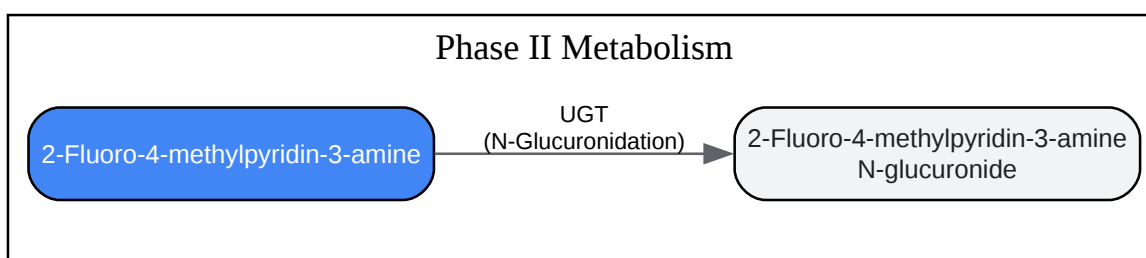 Phase II Metabolism
UGT
(N-Glucuronidation)
2-Fluoro-4-methylpyridin-3-amine
2-Fluoro-4-methylpyridin-3-amine
N-glucuronide